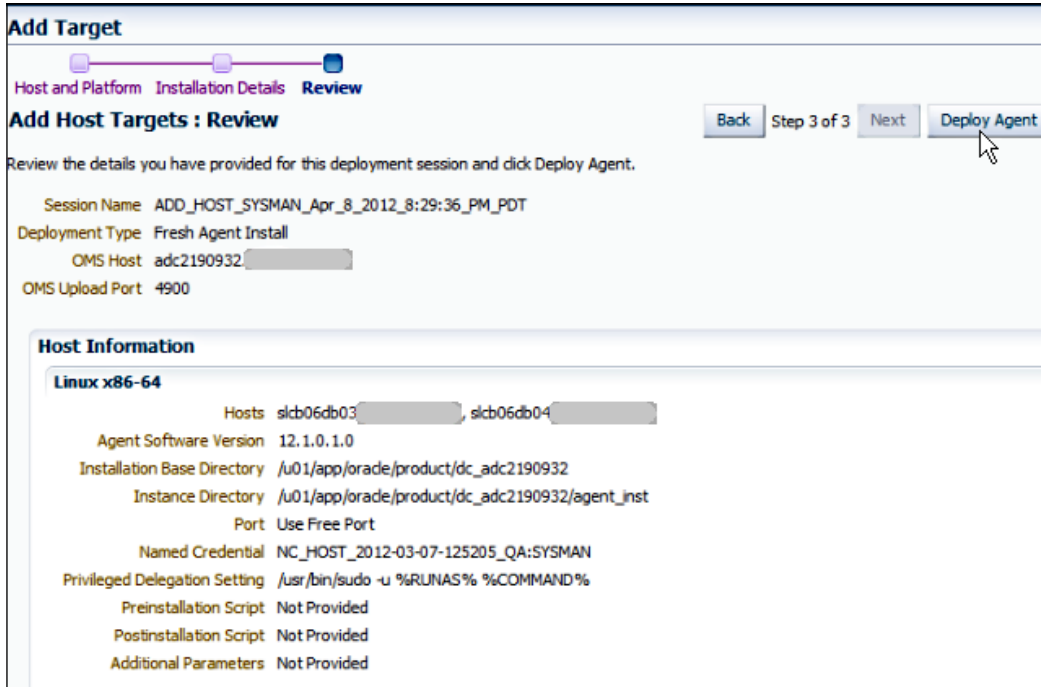 Add Target
Host and Platform Installation Details Review
Add Host Targets : Review
Back Step 3 of 3 Next Deploy Agent
Review the details you have provided for this deployment session and click Deploy Agent.
Session Name ADD_HOST_SYSMAN_Apr_8_2012_8:29:36_PM_PDT
Deployment Type Fresh Agent Install
OMS Host adc2190932.
OMS Upload Port 4900
Host Information
Linux x86-64
Hosts slcb06db03 , slcb06db04
Agent Software Version 12.1.0.1.0
Installation Base Directory /u01/app/oracle/product/dc_adc2190932
Instance Directory /u01/app/oracle/product/dc_adc2190932/agent_inst
Port Use Free Port
Named Credential NC_HOST_2012-03-07-125205_QA:SYSMAN
Privileged Delegation Setting /usr/bin/sudo -u %RUNAS% %COMMAND%
Preinstallation Script Not Provided
Postinstallation Script Not Provided
Additional Parameters Not Provided